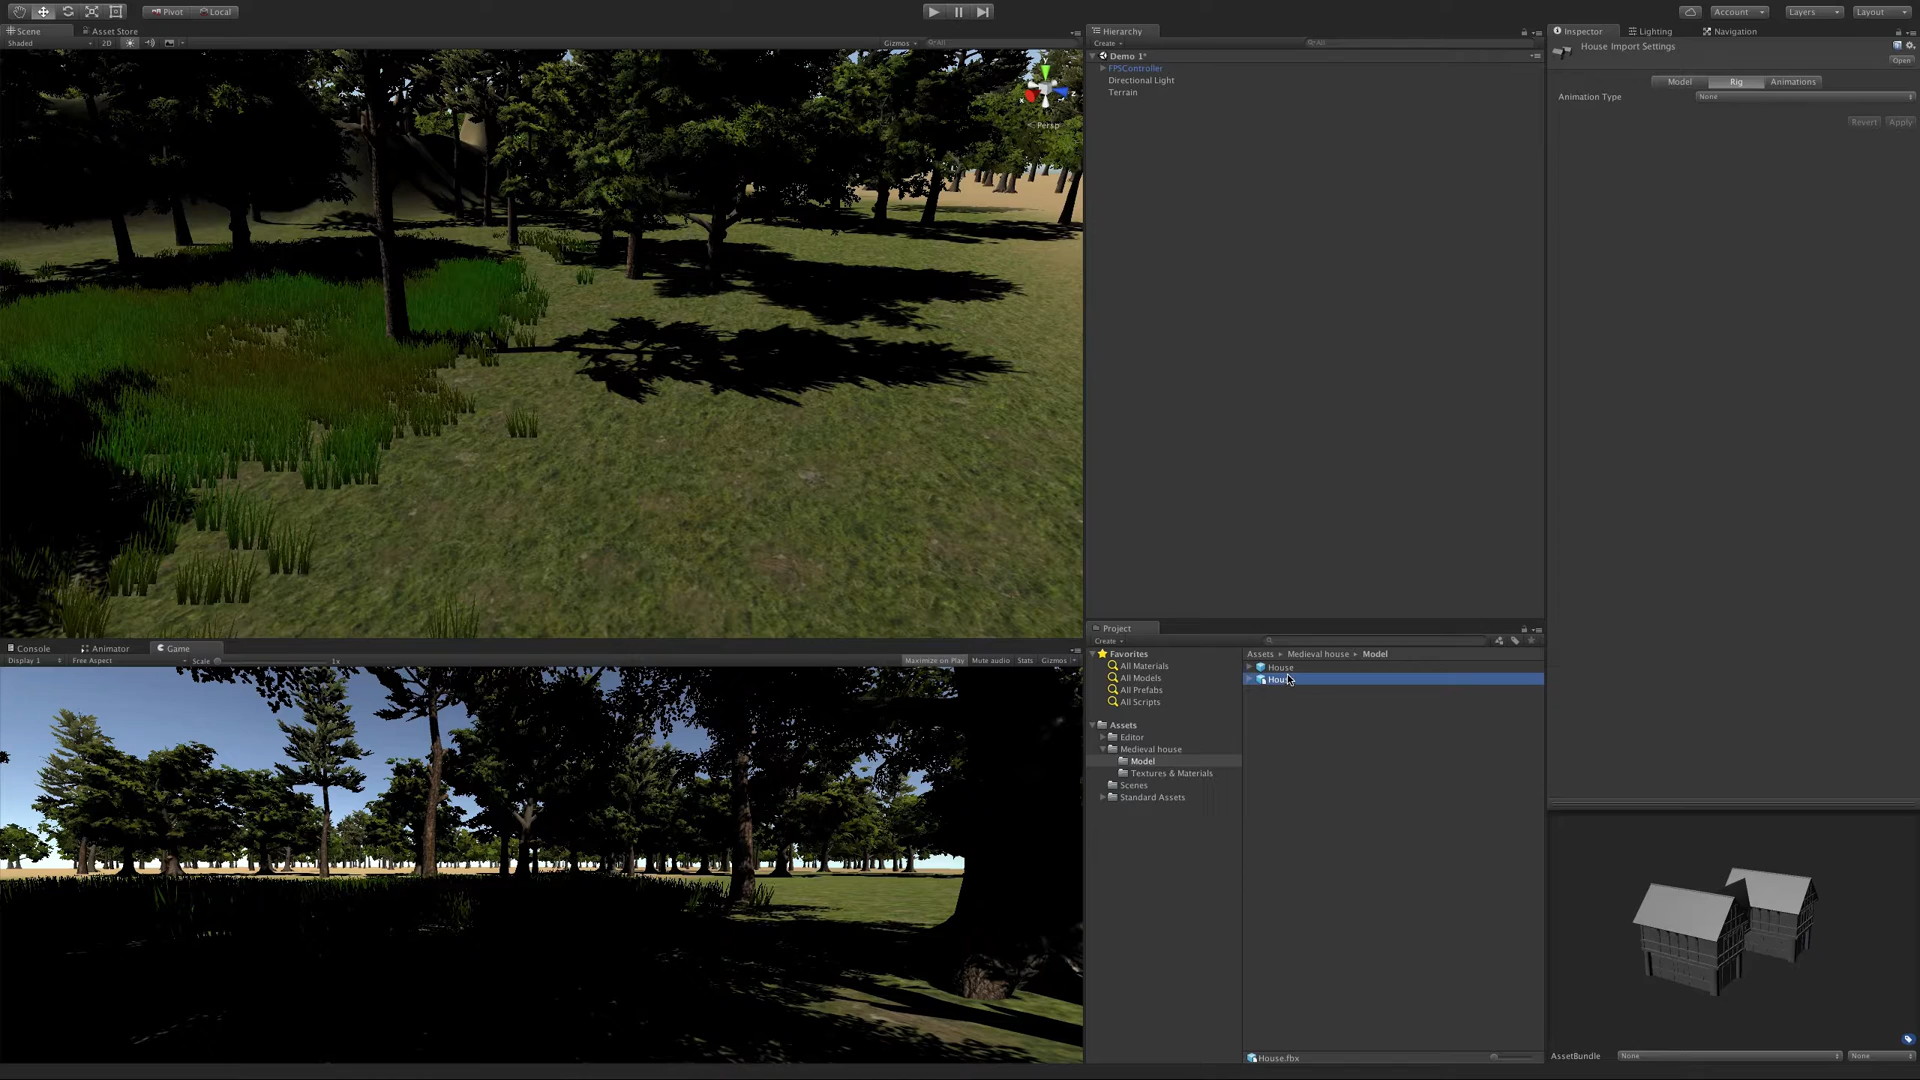 Pivot Local
Account Layers Layout
Scene Asset Store
Shaded 2D Gizmos All
y
x z
Persp
Hierarchy
Create All
Demo 1*
FPSController
Directional Light
Terrain
Inspector Lighting Navigation
House Import Settings
Open
Model Rig Animations
Animation Type None
Revert Apply
Console Animator Game
Display 1 Free Aspect Scale 1x Maximize on Play Mute audio Stats Gizmos
Project
Create
Favorites
All Materials
All Models
All Prefabs
All Scripts
Assets
Editor
Medieval house
Model
Textures & Materials
Scenes
Standard Assets
Assets Medieval house Model
House
House
House.fbx
AssetBundle None None